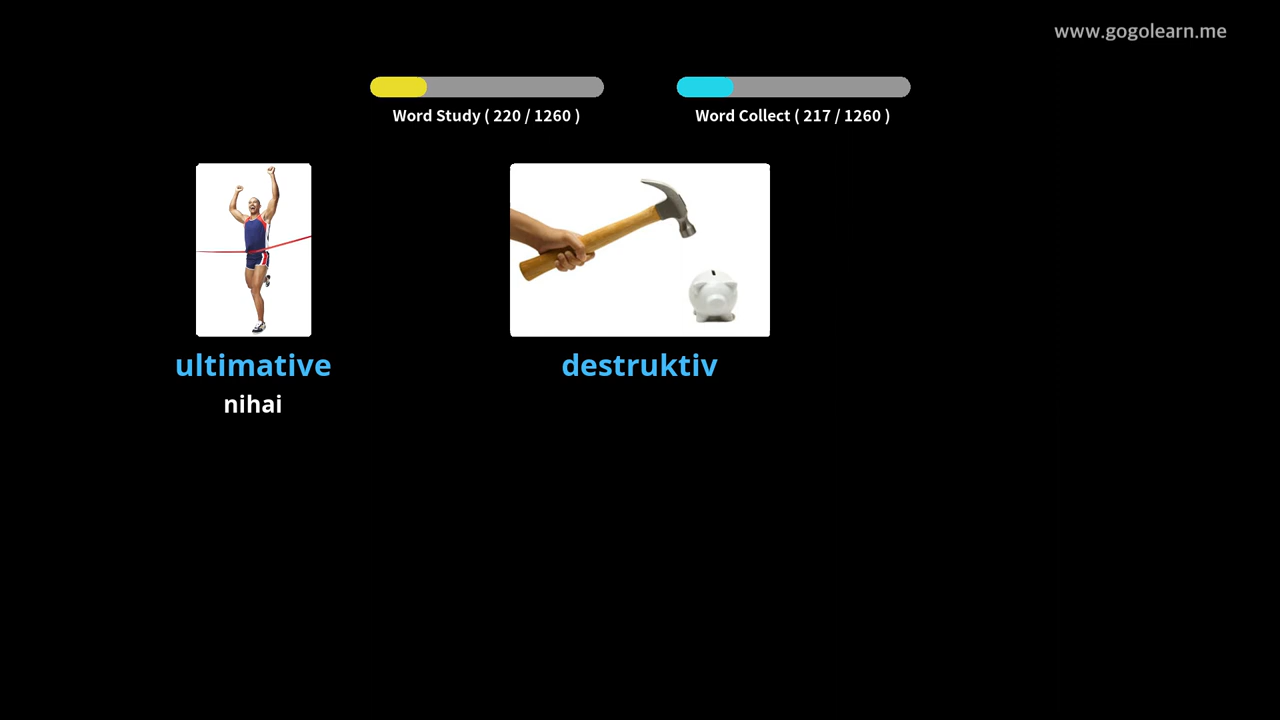 www.gogolearn.me
Word Study ( 220 / 1260 )
Word Collect ( 217 / 1260 )
ultimative
destruktiv
nihai